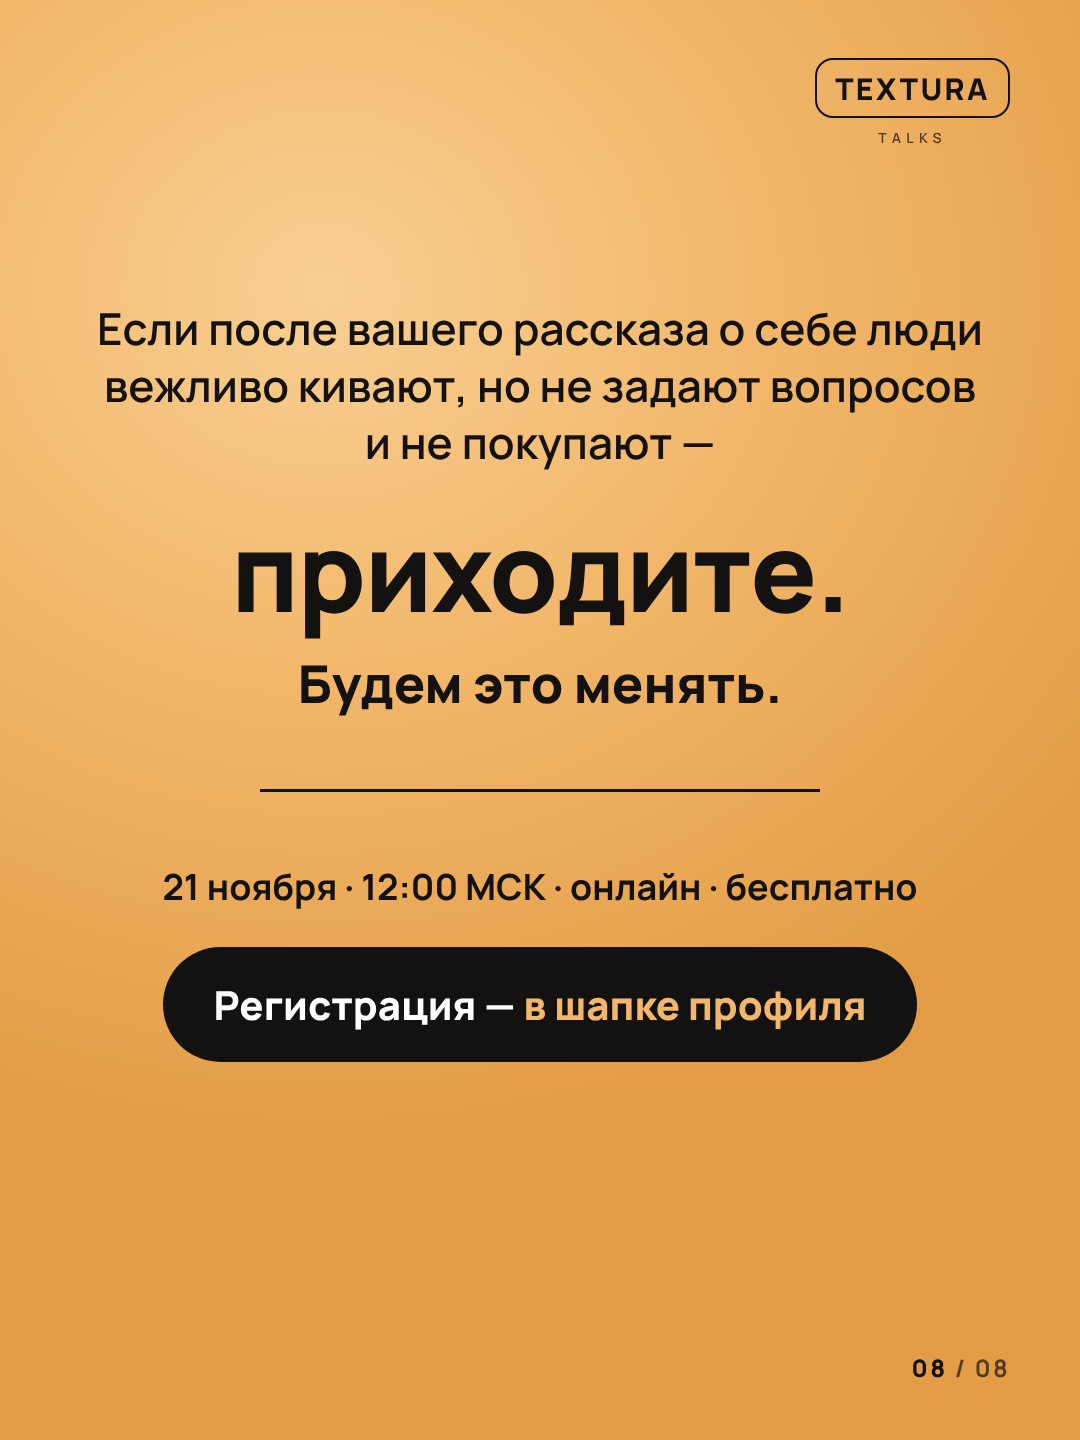 TEXTURA
TALKS
Если после вашего рассказа о себе люди
вежливо кивают, но не задают вопросов
и не покупают —
приходите.
Будем это менять.
21 ноября · 12:00 МСК · онлайн · бесплатно
Регистрация — в шапке профиля
08 / 08